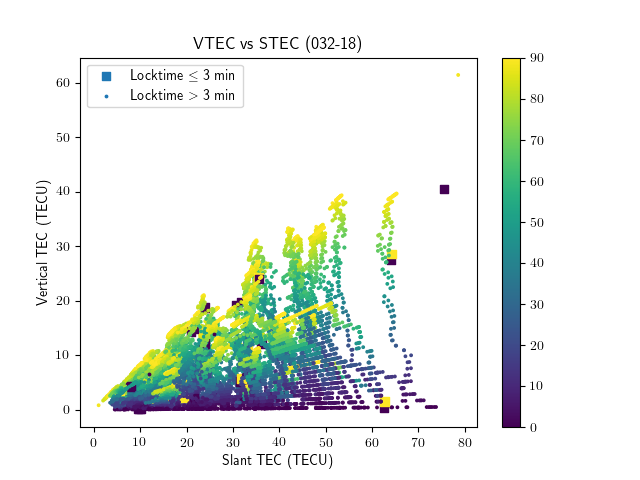 VTEC vs STEC (032-18)
Locktime ≤ 3 min
Locktime > 3 min
Vertical TEC (TECU)
60
50
40
30
20
10
0
0 10 20 30 40 50 60 70 80
Slant TEC (TECU)
90
80
70
60
50
40
30
20
10
0